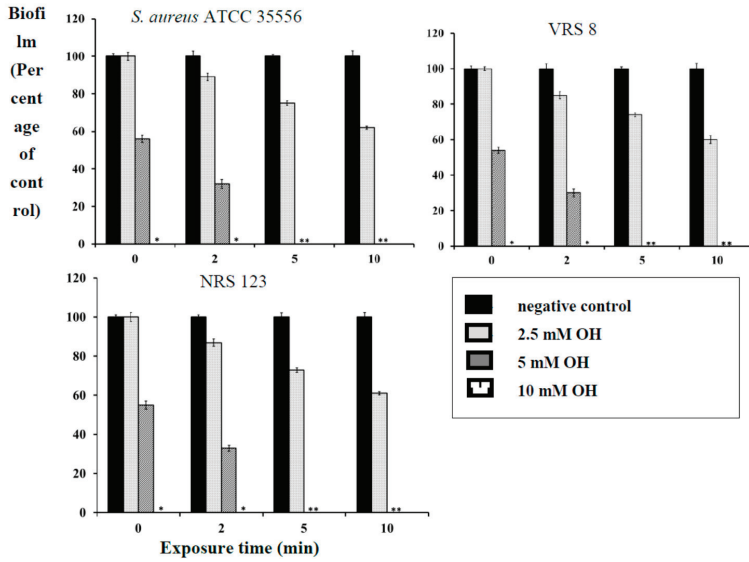 Biofi
lm
(Per
cent
age
of
cont
rol)
S. aureus ATCC 35556
120
100
80
60
40
20
0
* * ** **
0 2 5 10
VRS 8
120
100
80
60
40
20
0
* * ** **
0 2 5 10
NRS 123
120
100
80
60
40
20
0
* * ** **
0 2 5 10
Exposure time (min)
negative control
2.5 mM OH
5 mM OH
10 mM OH